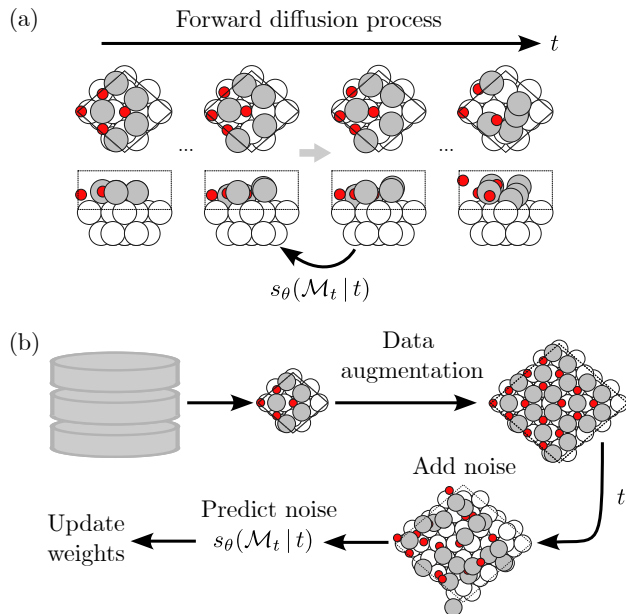 (a)
Forward diffusion process
t
...
...
sθ(ℳt | t)
(b)
Data
augmentation
Add noise
t
Predict noise
sθ(ℳt | t)
Update
weights